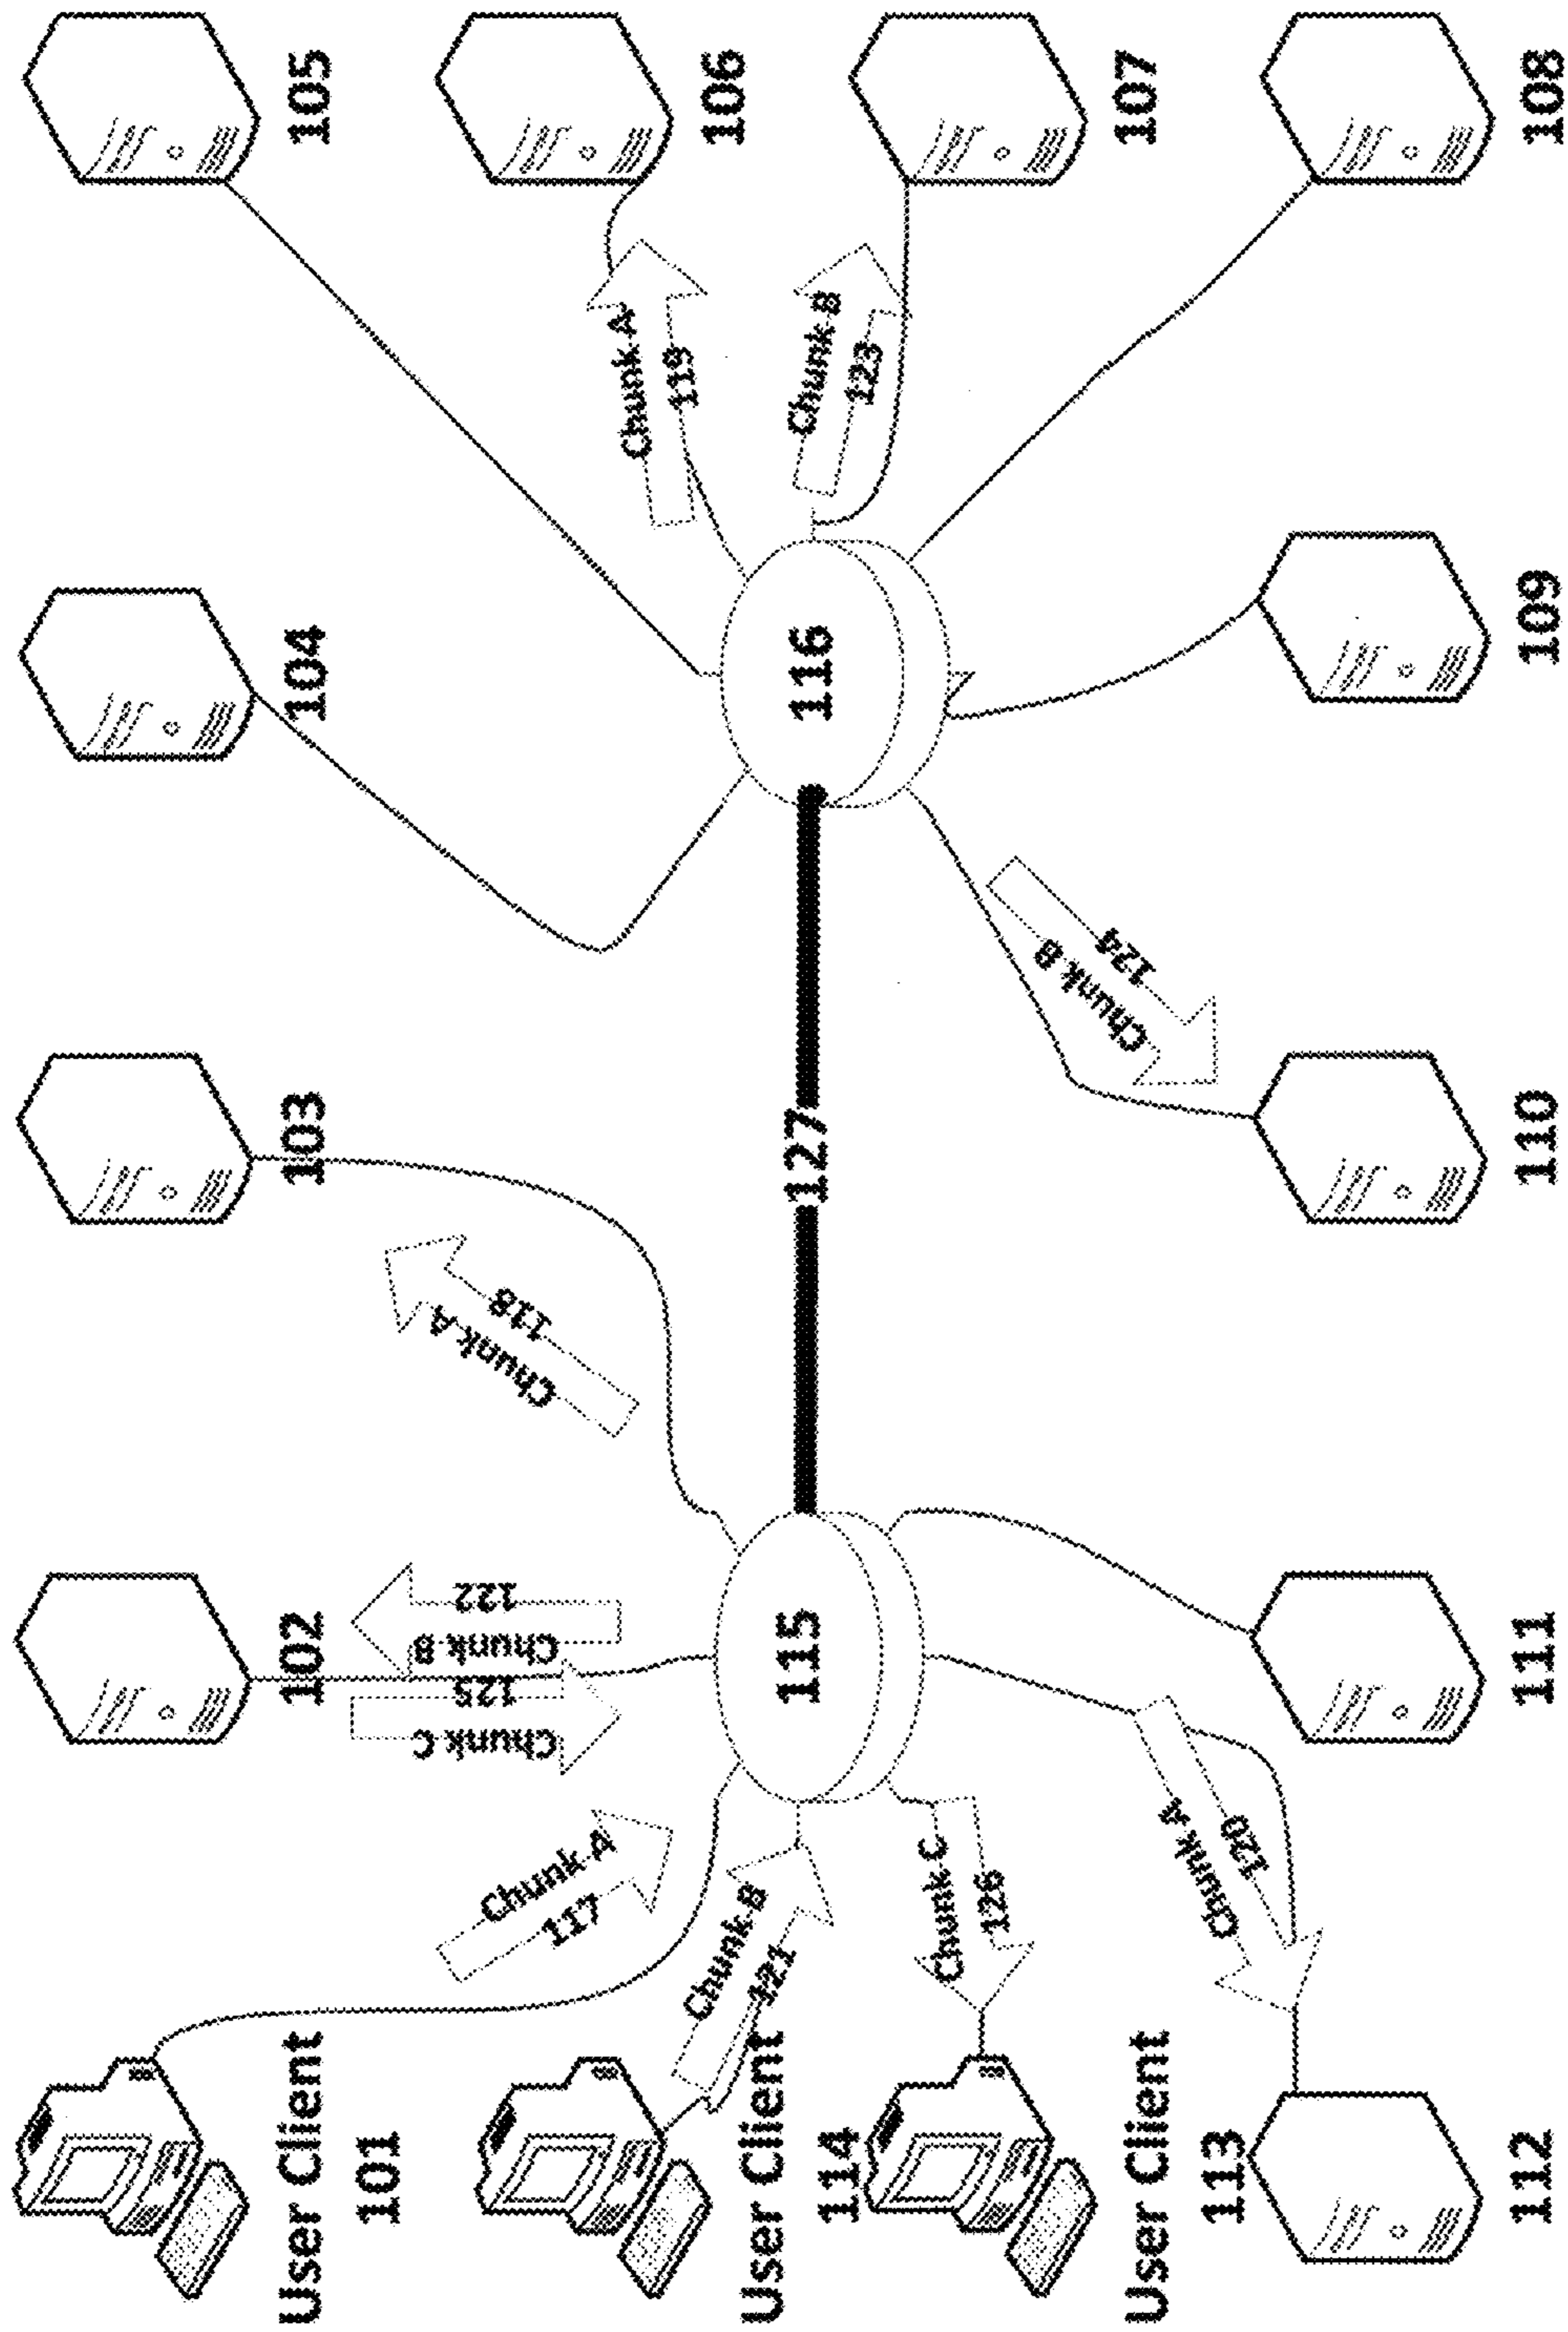 102
103
104
105
User Client
101
Chunk A
117
Chunk C
125
Chunk B
122
Chunk A
118
Chunk A
119
106
User Client
114
Chunk B
121
115
127
116
Chunk B
123
107
User Client
113
Chunk C
126
Chunk A
120
Chunk B
124
112
111
110
109
108